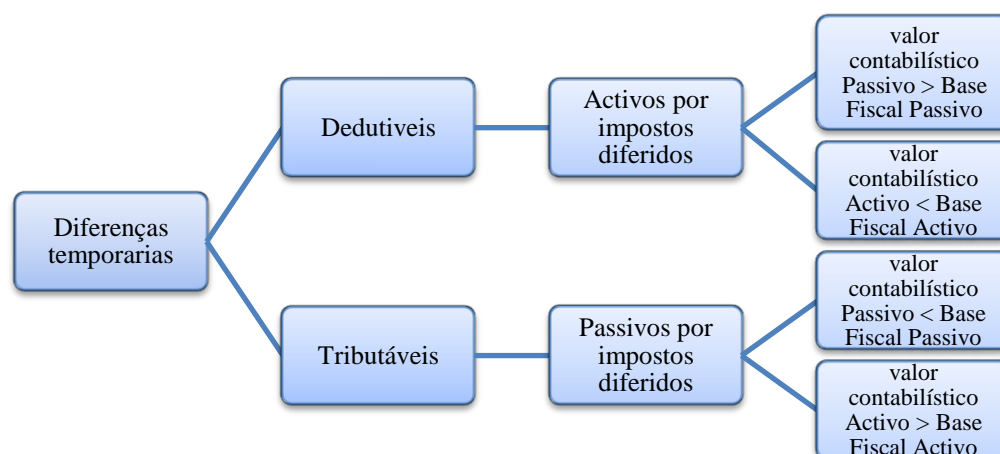 Diferenças
temporarias
Dedutiveis
Activos por
impostos
diferidos
valor
contabilístico
Passivo > Base
Fiscal Passivo
valor
contabilístico
Activo < Base
Fiscal Activo
Tributáveis
Passivos por
impostos
diferidos
valor
contabilístico
Passivo < Base
Fiscal Passivo
valor
contabilístico
Activo > Base
Fiscal Activo